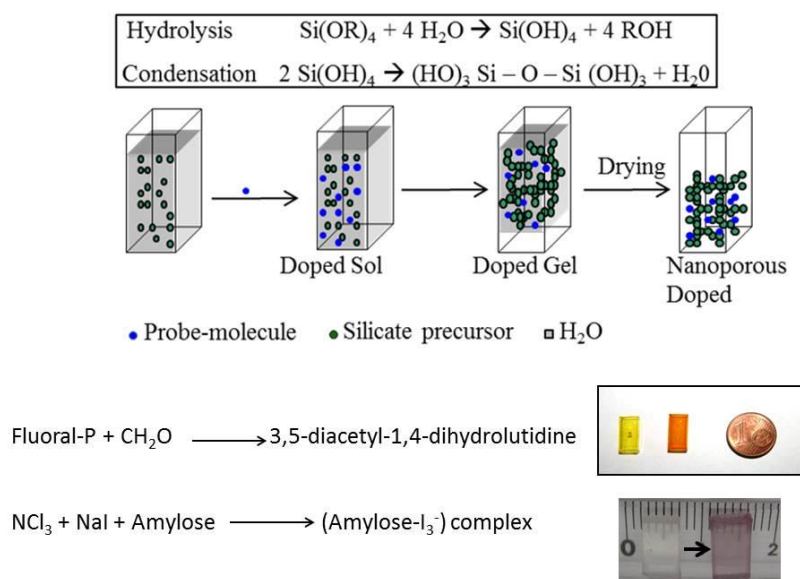 Hydrolysis Si(OR)₄ + 4 H₂O → Si(OH)₄ + 4 ROH
Condensation 2 Si(OH)₄ → (HO)₃ Si – O – Si (OH)₃ + H₂0
Drying
Doped Sol
Doped Gel
Nanoporous
Doped
Probe-molecule
Silicate precursor
H₂O
Fluoral-P + CH₂O → 3,5-diacetyl-1,4-dihydrolutidine
1
NCl₃ + NaI + Amylose → (Amylose-I₃⁻) complex
0 2